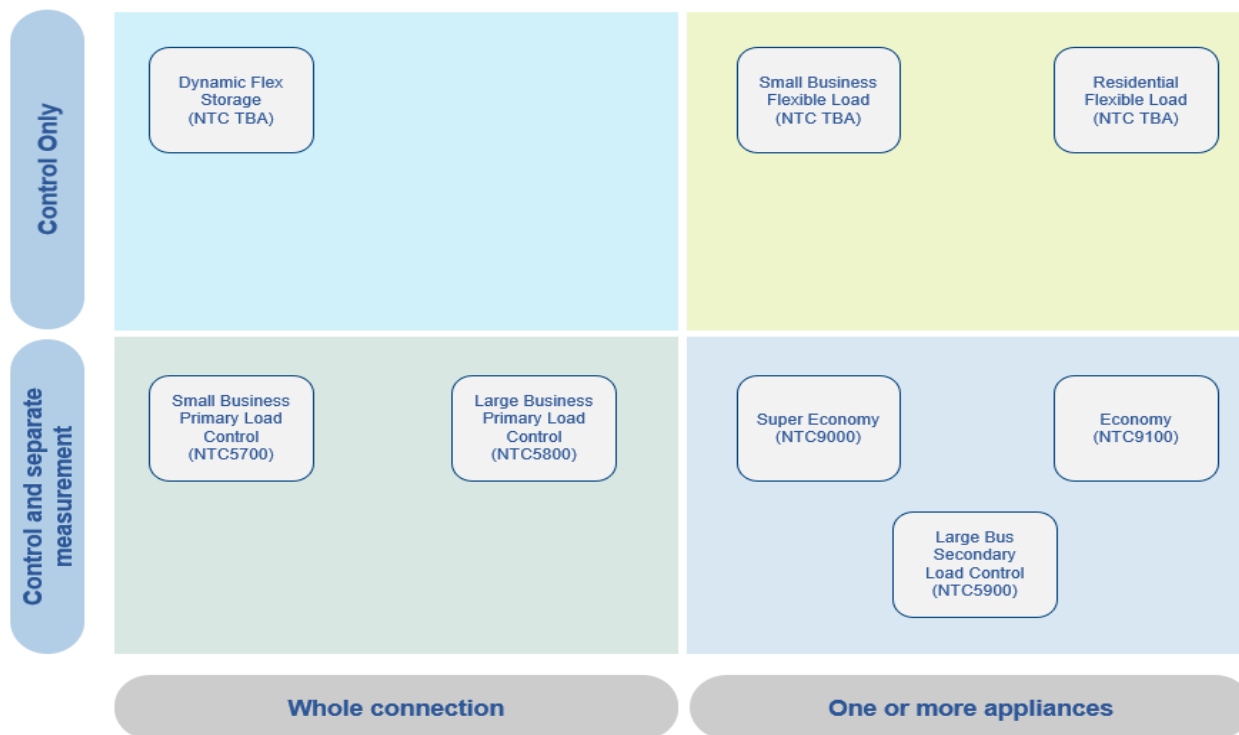 Control Only
Dynamic Flex
Storage
(NTC TBA)
Small Business
Flexible Load
(NTC TBA)
Residential
Flexible Load
(NTC TBA)
Control and separate
measurement
Small Business
Primary Load
Control
(NTC5700)
Large Business
Primary Load
Control
(NTC5800)
Super Economy
(NTC9000)
Economy
(NTC9100)
Large Bus
Secondary
Load Control
(NTC5900)
Whole connection
One or more appliances